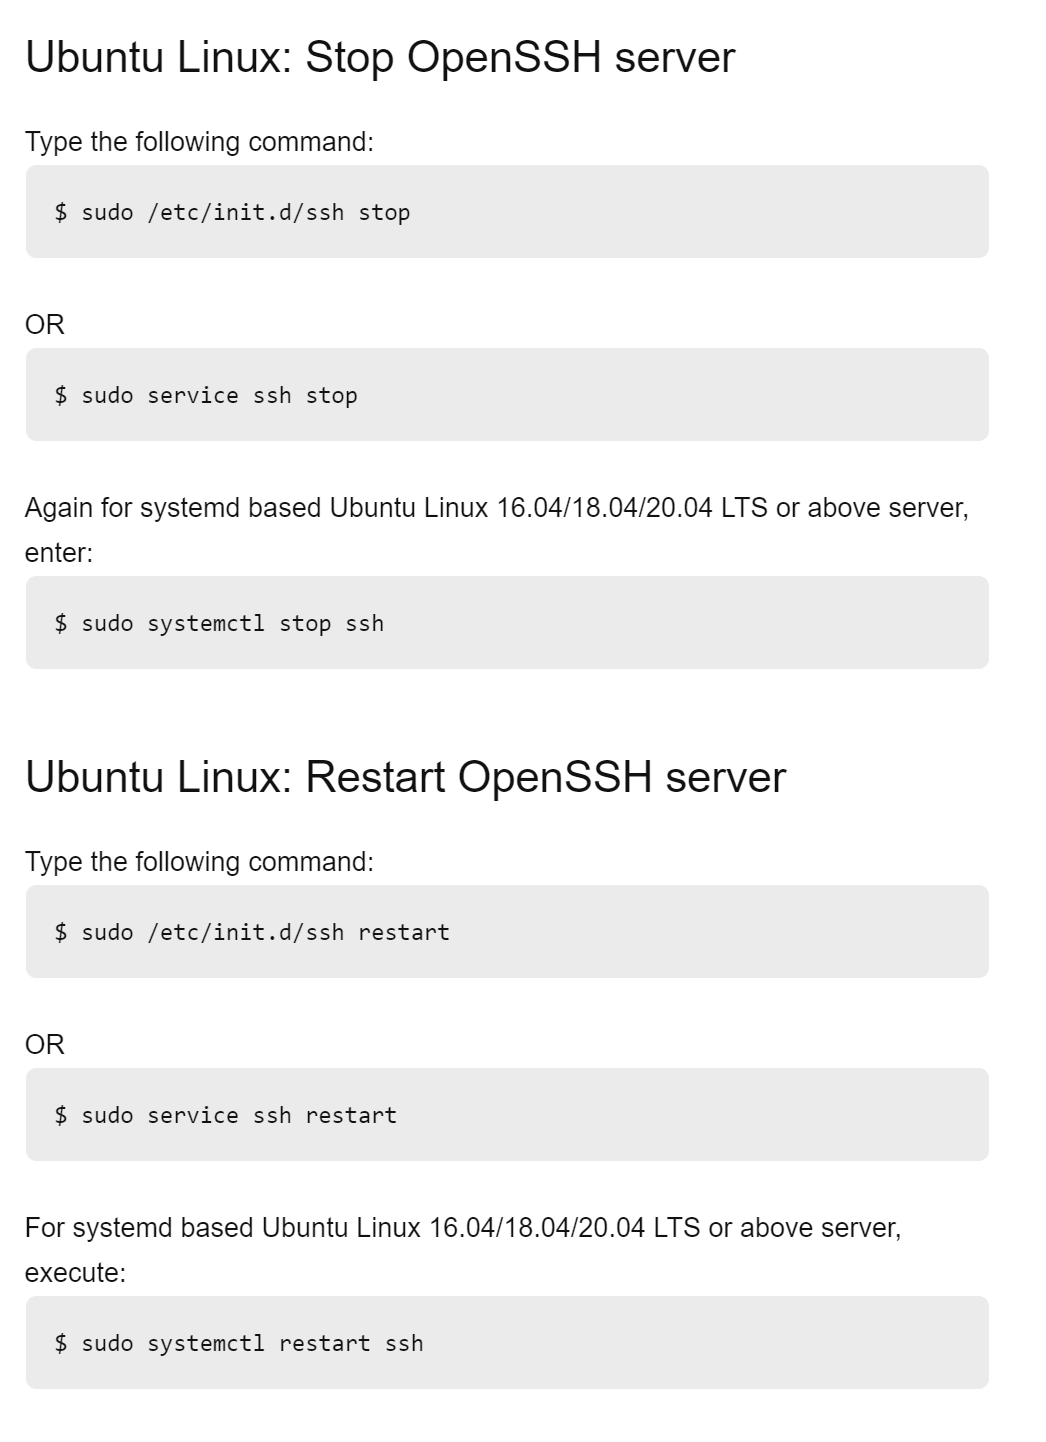 Ubuntu Linux: Stop OpenSSH server
Type the following command:
$ sudo /etc/init.d/ssh stop
OR
$ sudo service ssh stop
Again for systemd based Ubuntu Linux 16.04/18.04/20.04 LTS or above server,
enter:
$ sudo systemctl stop ssh
Ubuntu Linux: Restart OpenSSH server
Type the following command:
$ sudo /etc/init.d/ssh restart
OR
$ sudo service ssh restart
For systemd based Ubuntu Linux 16.04/18.04/20.04 LTS or above server,
execute:
$ sudo systemctl restart ssh